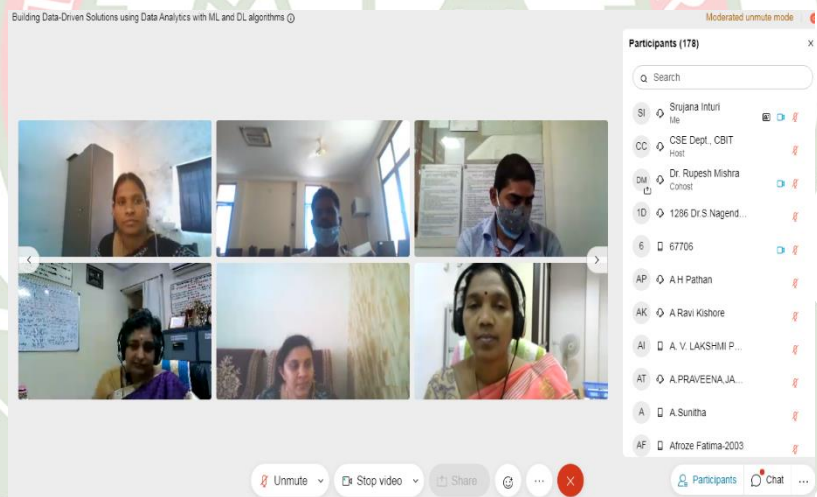 Building Data-Driven Solutions using Data Analytics with ML and DL algorithms
Moderated unmute mode
Participants (178)
Search
SI Srujana Inturi
Me
CC CSE Dept., CBIT
Host
DM Dr. Rupesh Mishra
Cohost
1D 1286 Dr.S.Nagend...
6 67706
AP A H Pathan
AK A Ravi Kishore
AI A. V. LAKSHMI P...
AT A.PRAVEENA,JA...
A A.Sunitha
AF Afroze Fatima-2003
Unmute Stop video Share
Participants Chat